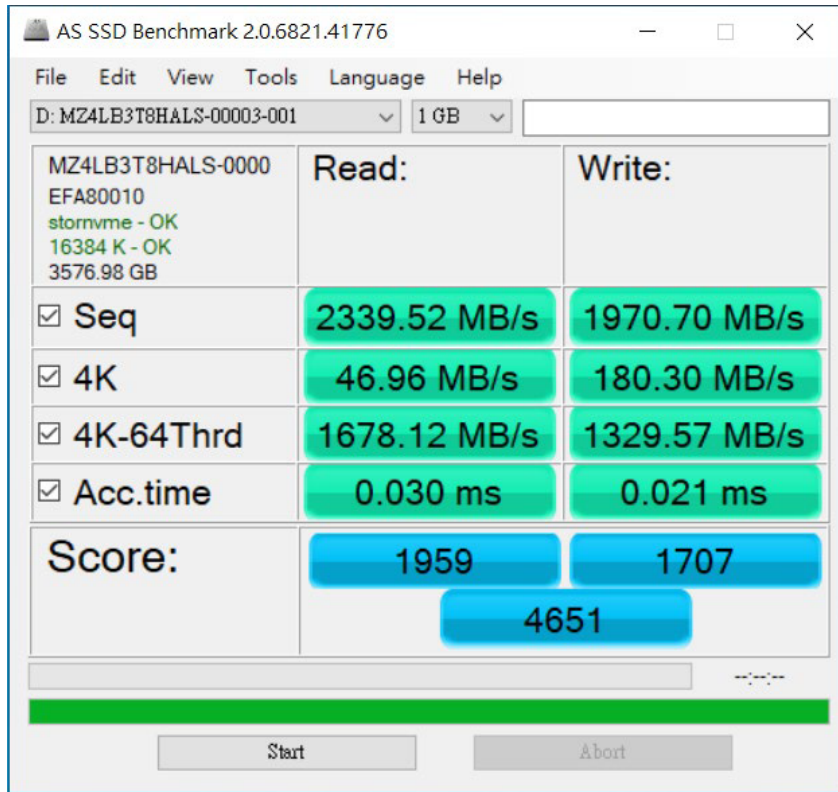 AS SSD Benchmark 2.0.6821.41776
File Edit View Tools Language Help
D: MZ4LB3T8HALS-00003-001 1 GB
MZ4LB3T8HALS-0000
EFA80010
stornvme - OK
16384 K - OK
3576.98 GB
Read: Write:
Seq 2339.52 MB/s 1970.70 MB/s
4K 46.96 MB/s 180.30 MB/s
4K-64Thrd 1678.12 MB/s 1329.57 MB/s
Acc.time 0.030 ms 0.021 ms
Score: 1959 1707
4651
--:--:--
Start Abort